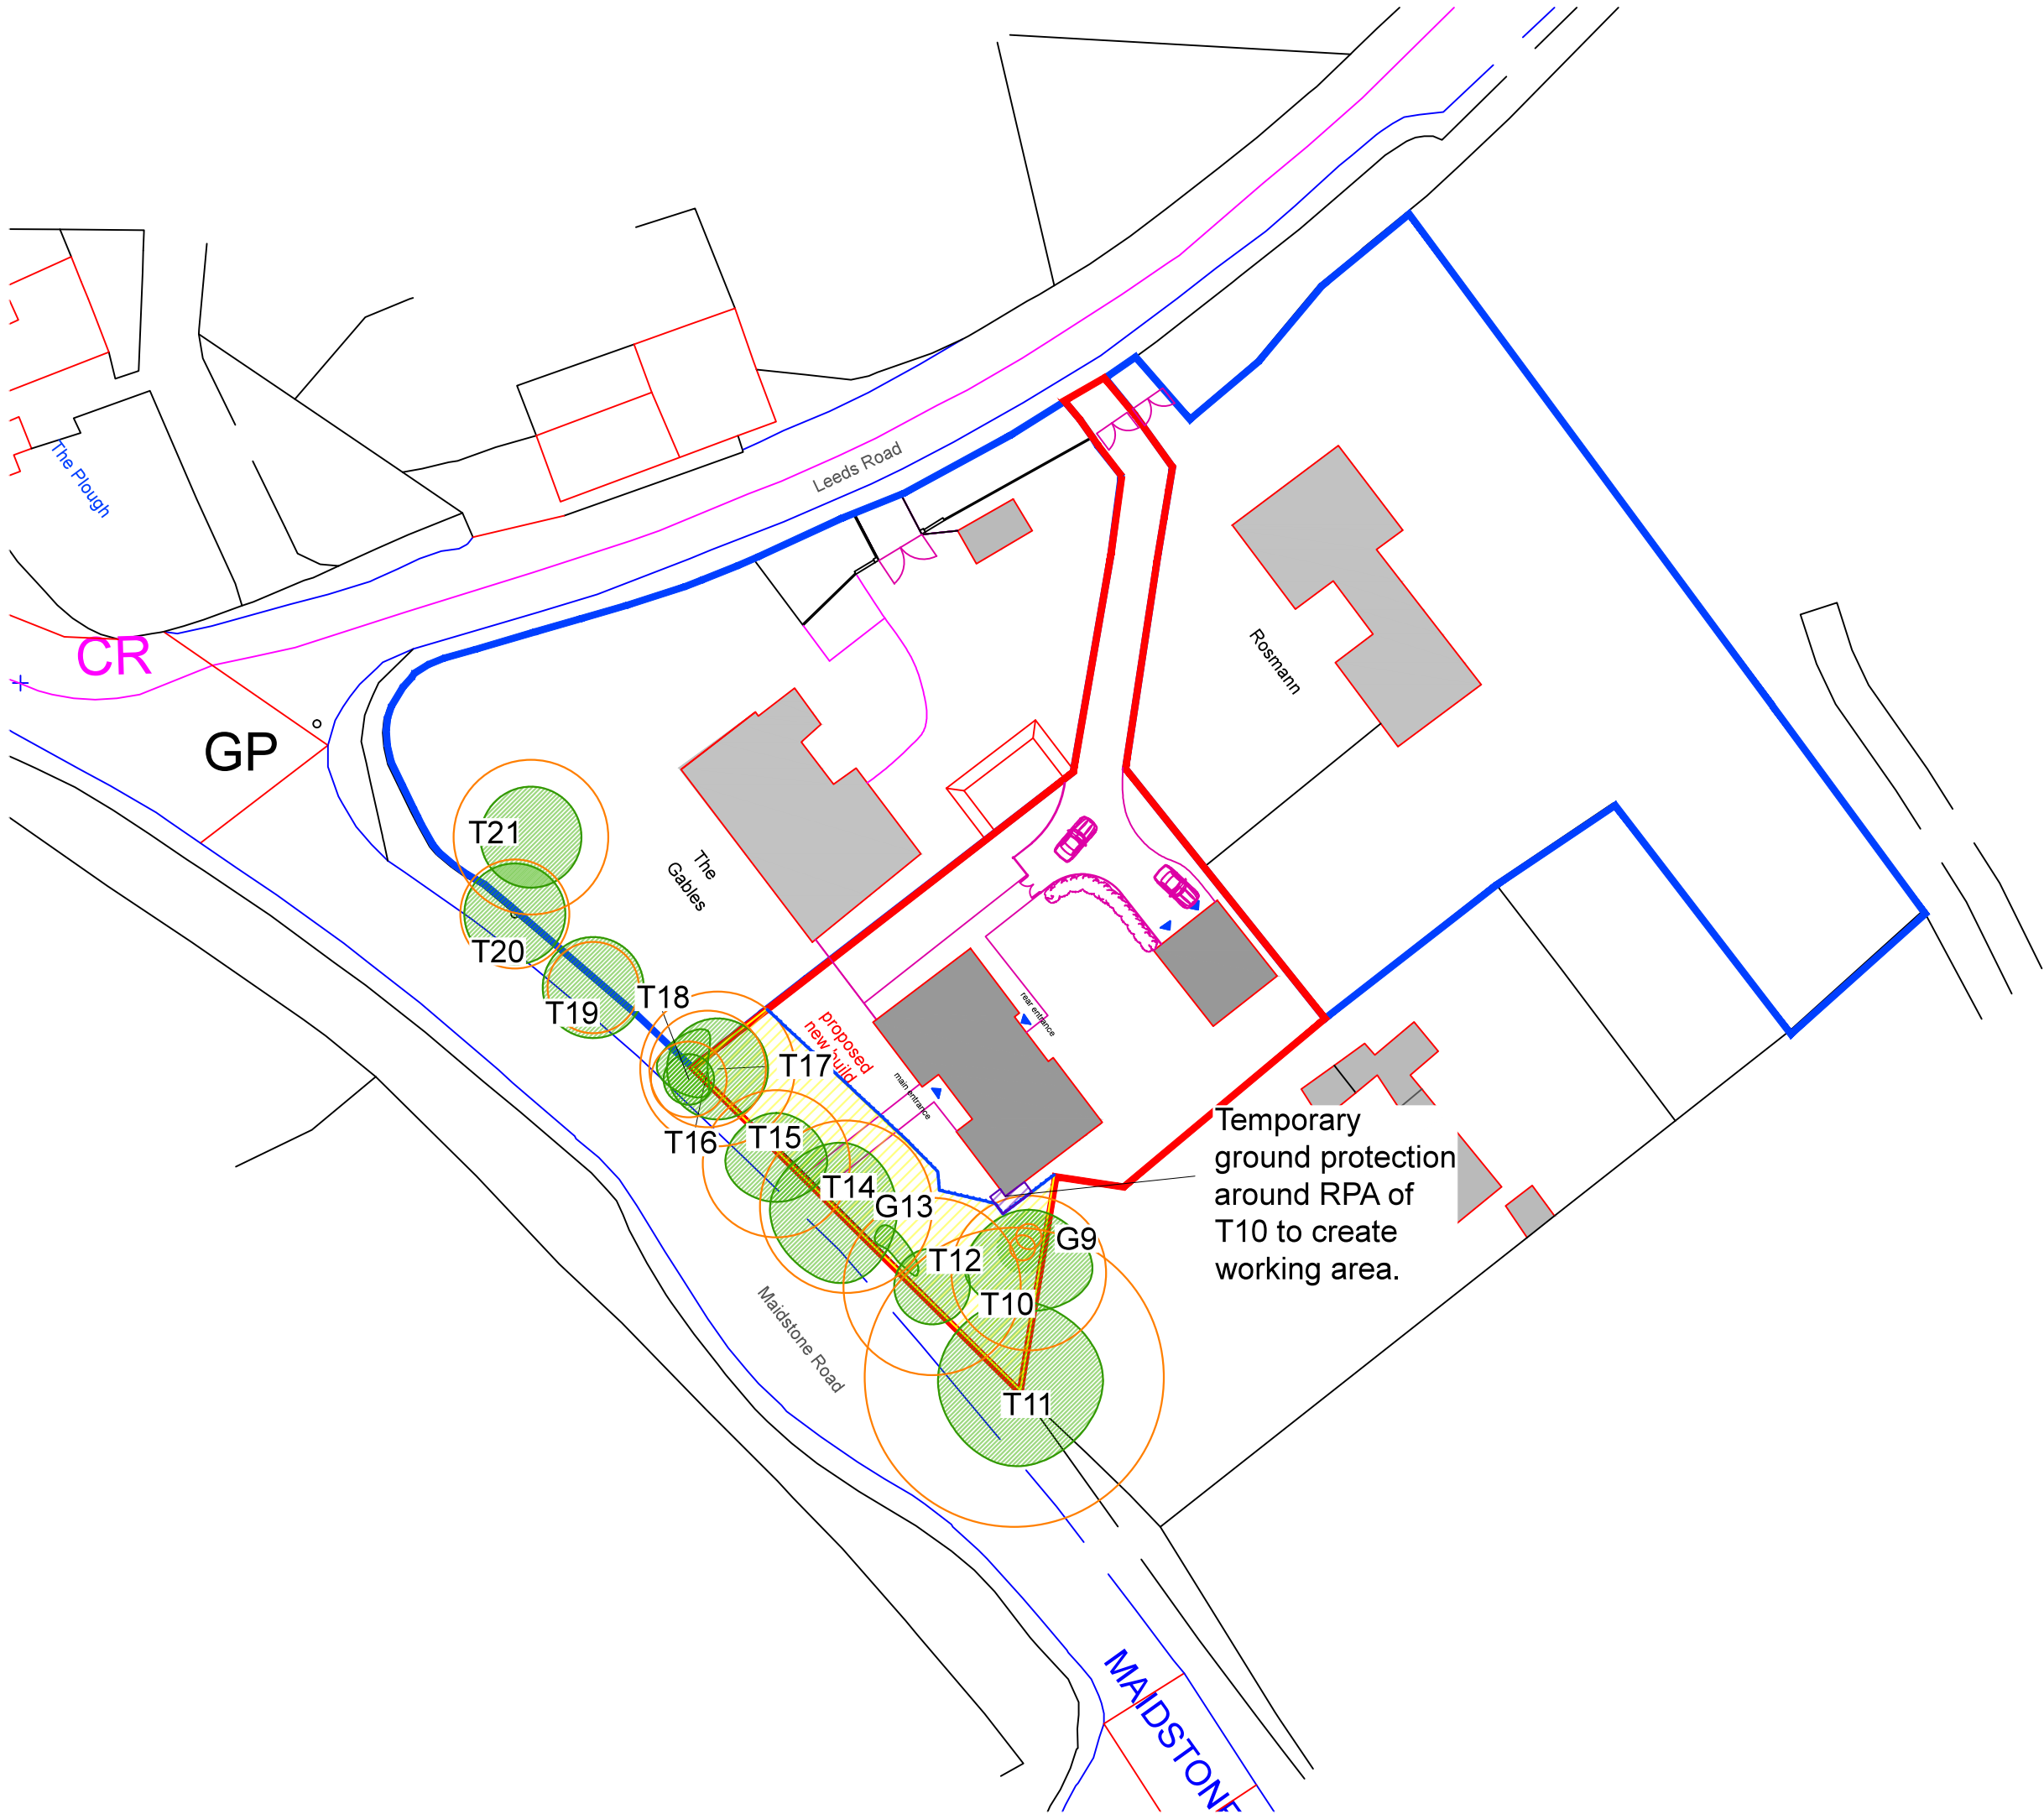 Leeds Road
The Plough
CR
GP
Rosmann
The
Gables
T21
T20
T19
T18
T17
T16
proposed
new build
main entrance
rear entrance
T15
T14
G13
T12
G9
T10
T11
Temporary
ground protection
around RPA of
T10 to create
working area.
Maidstone Road
MAIDSTONE